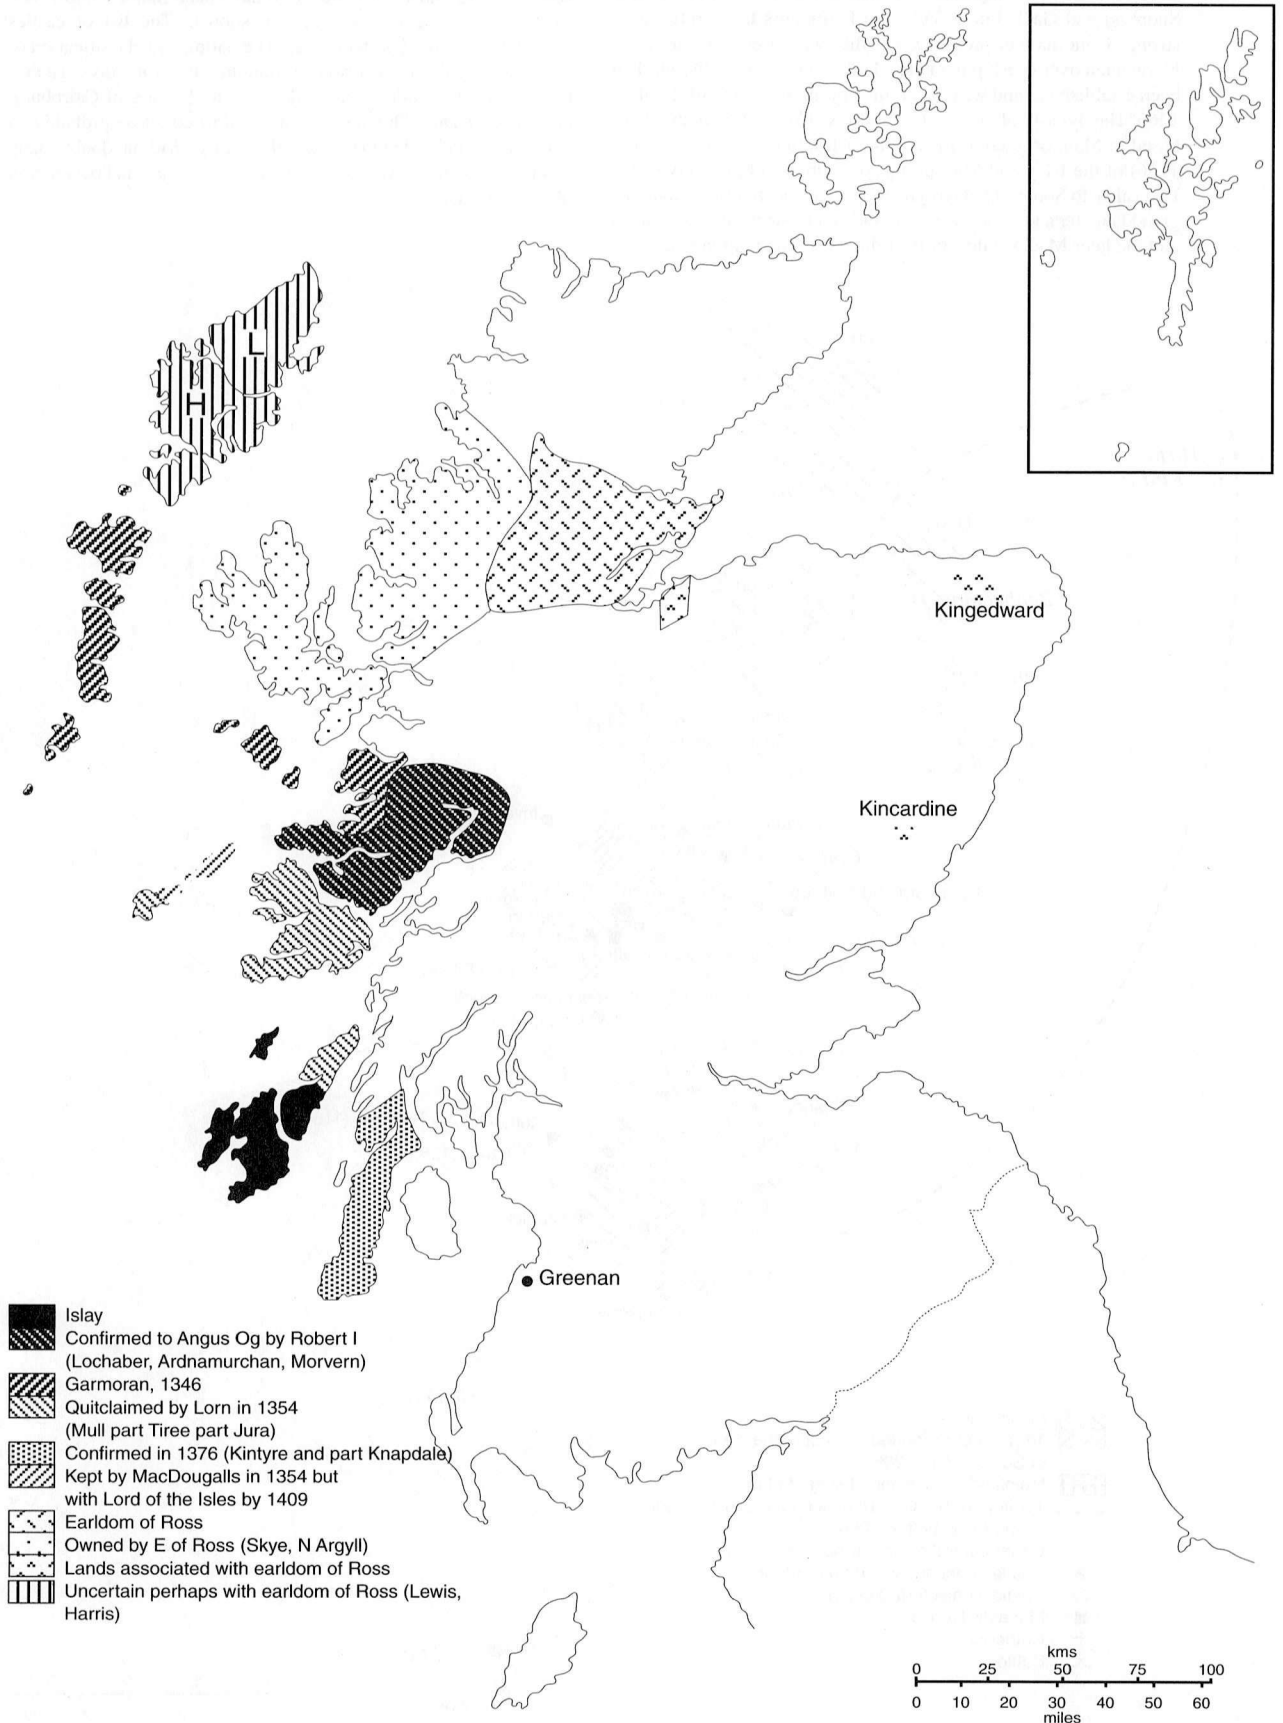 L
H
Kingedward
Kincardine
Greenan
Islay
Confirmed to Angus Og by Robert I
(Lochaber, Ardnamurchan, Morvern)
Garmoran, 1346
Quitclaimed by Lorn in 1354
(Mull part Tiree part Jura)
Confirmed in 1376 (Kintyre and part Knapdale)
Kept by MacDougalls in 1354 but
with Lord of the Isles by 1409
Earldom of Ross
Owned by E of Ross (Skye, N Argyll)
Lands associated with earldom of Ross
Uncertain perhaps with earldom of Ross (Lewis,
Harris)
kms
0 25 50 75 100
0 10 20 30 40 50 60
miles